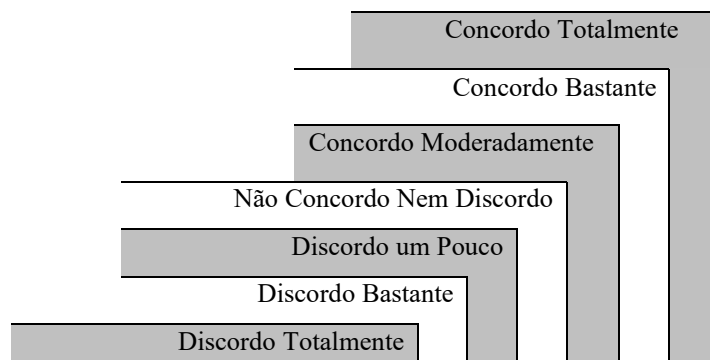 Concordo Totalmente
Concordo Bastante
Concordo Moderadamente
Não Concordo Nem Discordo
Discordo um Pouco
Discordo Bastante
Discordo Totalmente